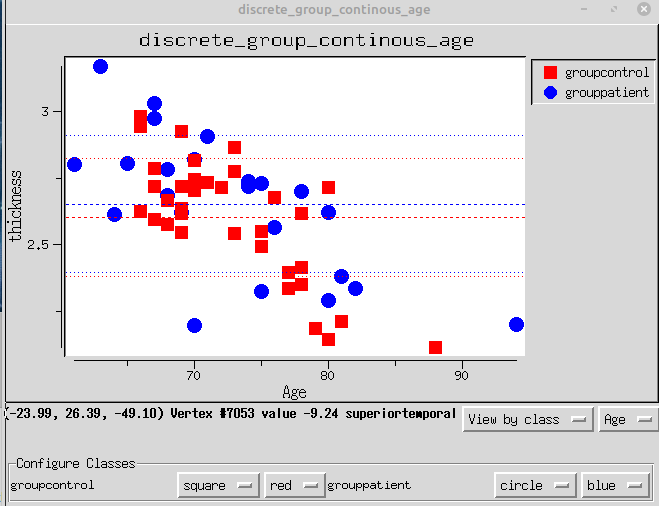 discrete_group_continous_age
discrete_group_continous_age
groupcontrol
grouppatient
3
2.5
thickness
70
80
90
Age
(-23.99, 26.39, -49.10) Vertex #7053 value -9.24 superiortemporal
View by class
Age
Configure Classes
groupcontrol square red grouppatient circle blue